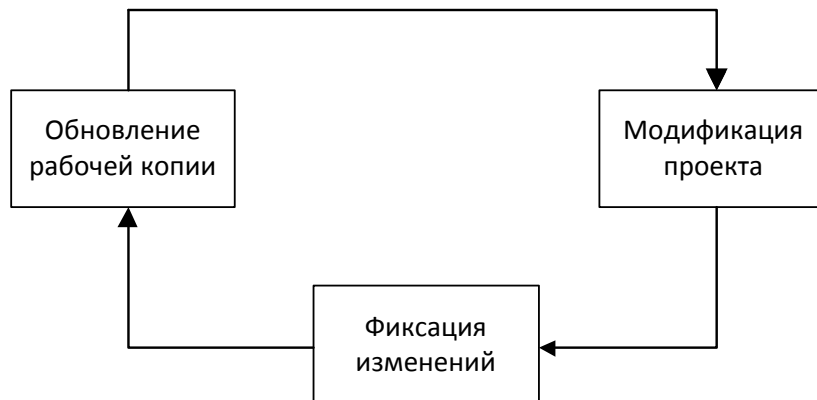 Обновление
рабочей копии
Модификация
проекта
Фиксация
изменений